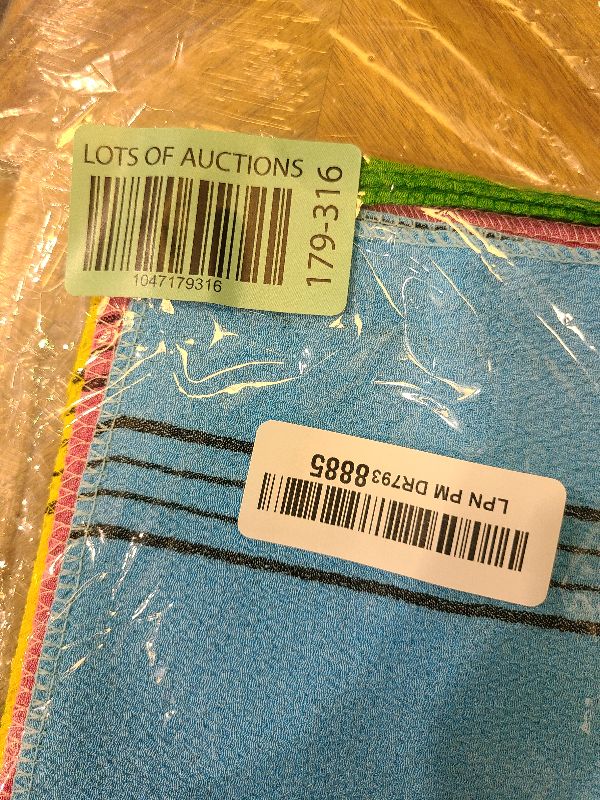 LOTS OF AUCTIONS
1047179316
179-316
LPN PM DR7938885